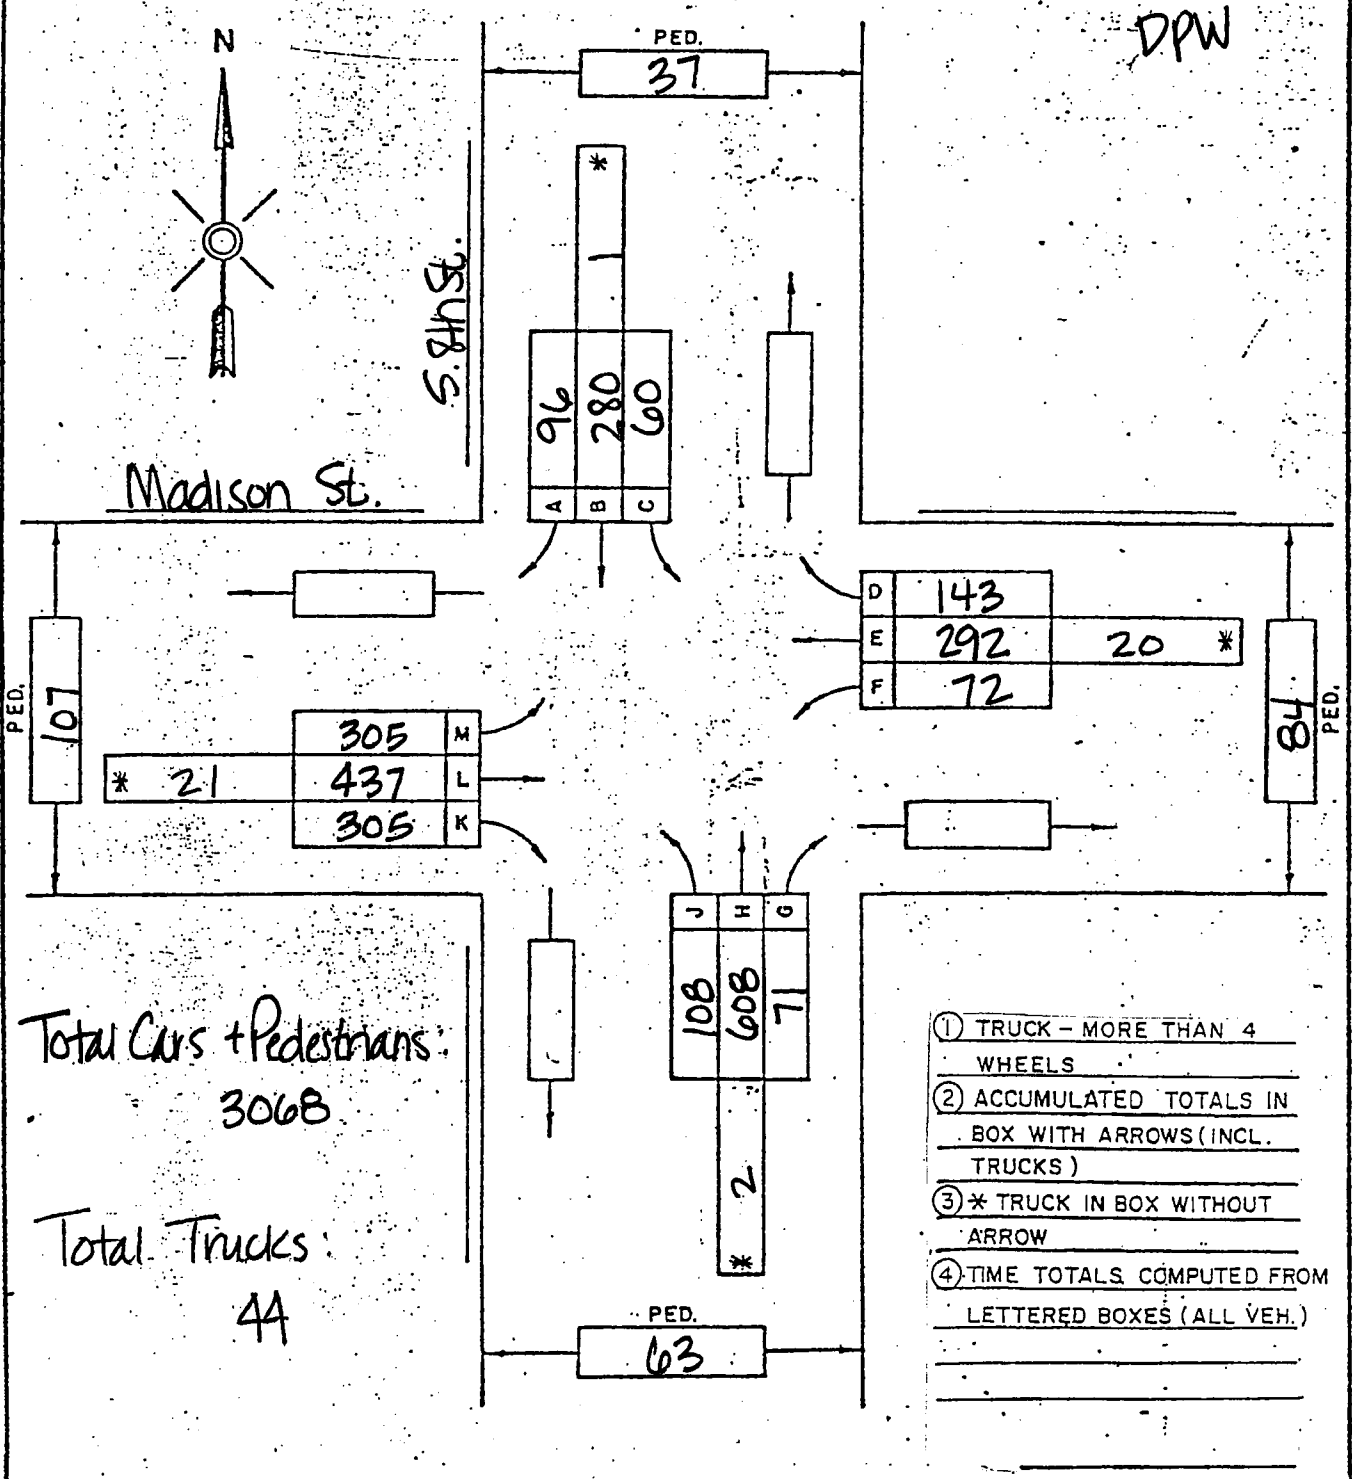 DPW
N
PED.
37
*
1
S. 8th St.
96 280 60
A B C
Madison St.
D 143
E 292 20 *
F 72
PED.
107
84
PED.
305 M
* 21 437 L
305 K
J H G
108 608 71
2
*
Total Cars + Pedestrians:
3068
Total Trucks:
44
PED.
63
① TRUCK - MORE THAN 4
WHEELS
② ACCUMULATED TOTALS IN
BOX WITH ARROWS (INCL.
TRUCKS)
③ * TRUCK IN BOX WITHOUT
ARROW
④ TIME TOTALS COMPUTED FROM
LETTERED BOXES (ALL VEH.)